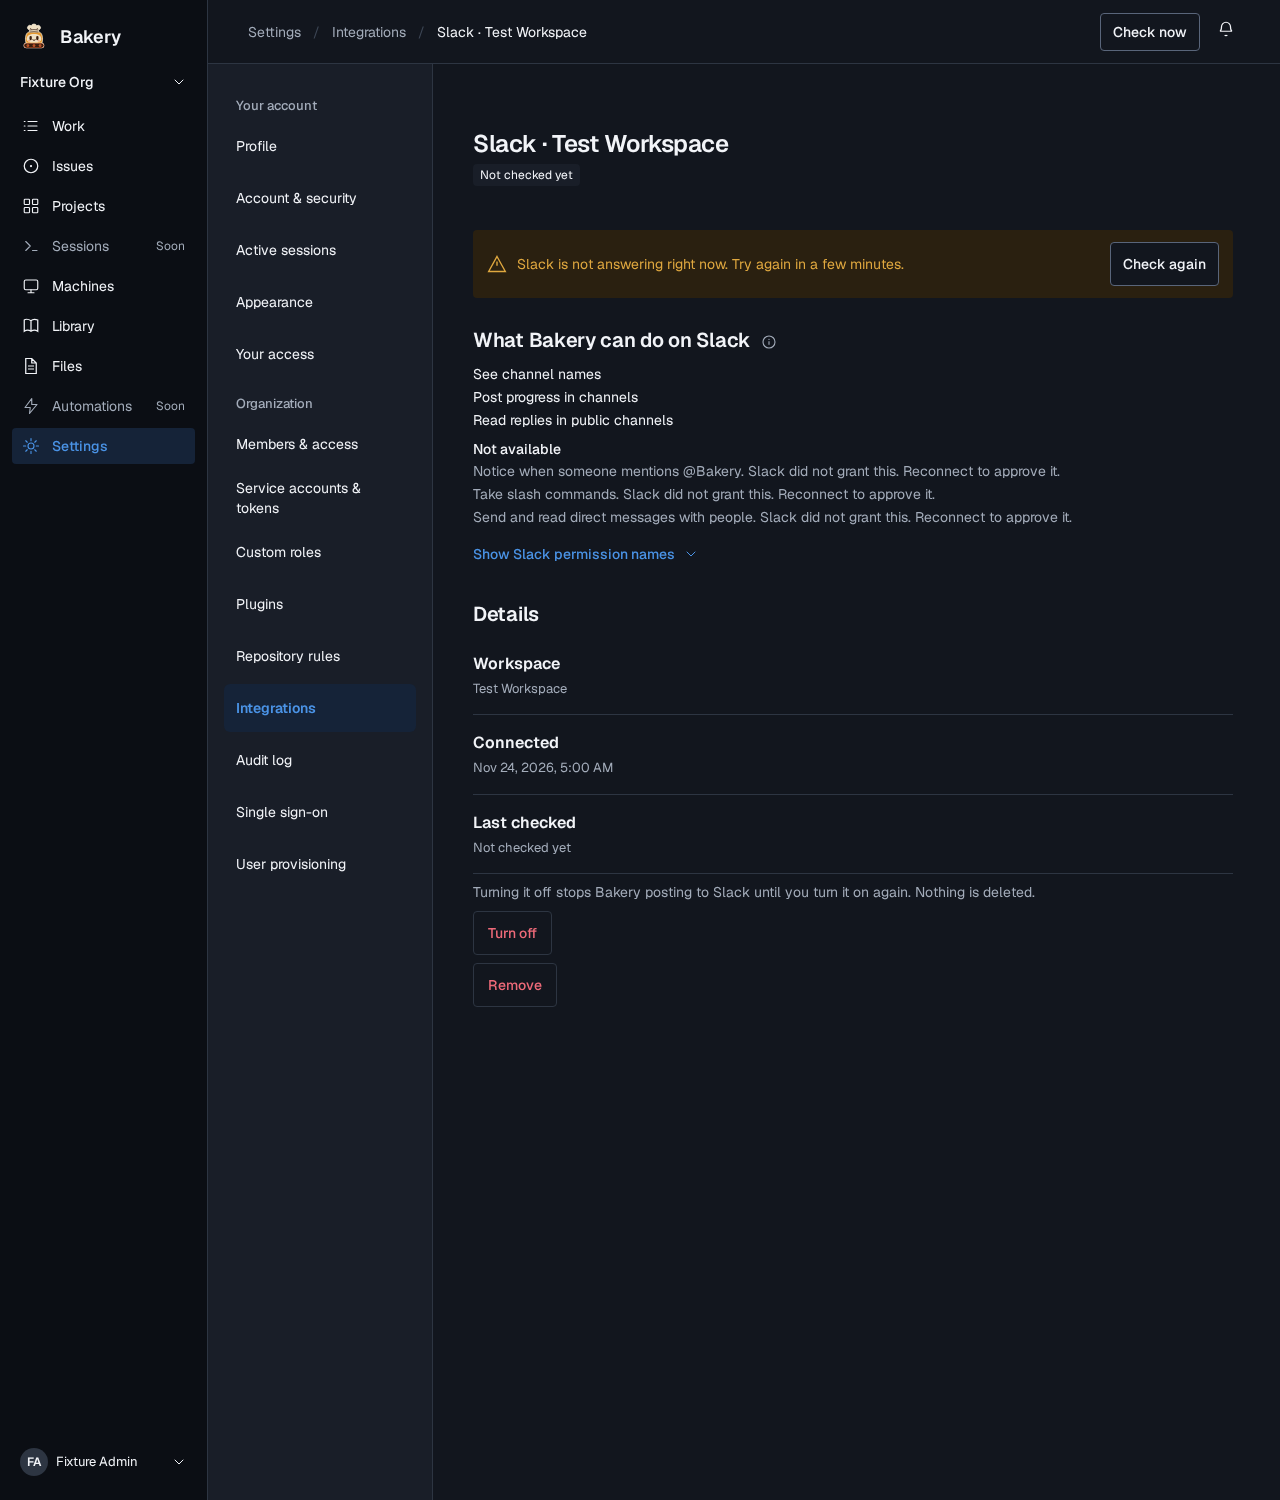 Bakery
Fixture Org
Work
Issues
Projects
Sessions Soon
Machines
Library
Files
Automations Soon
Settings
FA Fixture Admin
Settings / Integrations / Slack · Test Workspace
Check now
Your account
Profile
Account & security
Active sessions
Appearance
Your access
Organization
Members & access
Service accounts &
tokens
Custom roles
Plugins
Repository rules
Integrations
Audit log
Single sign-on
User provisioning
Slack · Test Workspace
Not checked yet
Slack is not answering right now. Try again in a few minutes.
Check again
What Bakery can do on Slack
See channel names
Post progress in channels
Read replies in public channels
Not available
Notice when someone mentions @Bakery. Slack did not grant this. Reconnect to approve it.
Take slash commands. Slack did not grant this. Reconnect to approve it.
Send and read direct messages with people. Slack did not grant this. Reconnect to approve it.
Show Slack permission names
Details
Workspace
Test Workspace
Connected
Nov 24, 2026, 5:00 AM
Last checked
Not checked yet
Turning it off stops Bakery posting to Slack until you turn it on again. Nothing is deleted.
Turn off
Remove